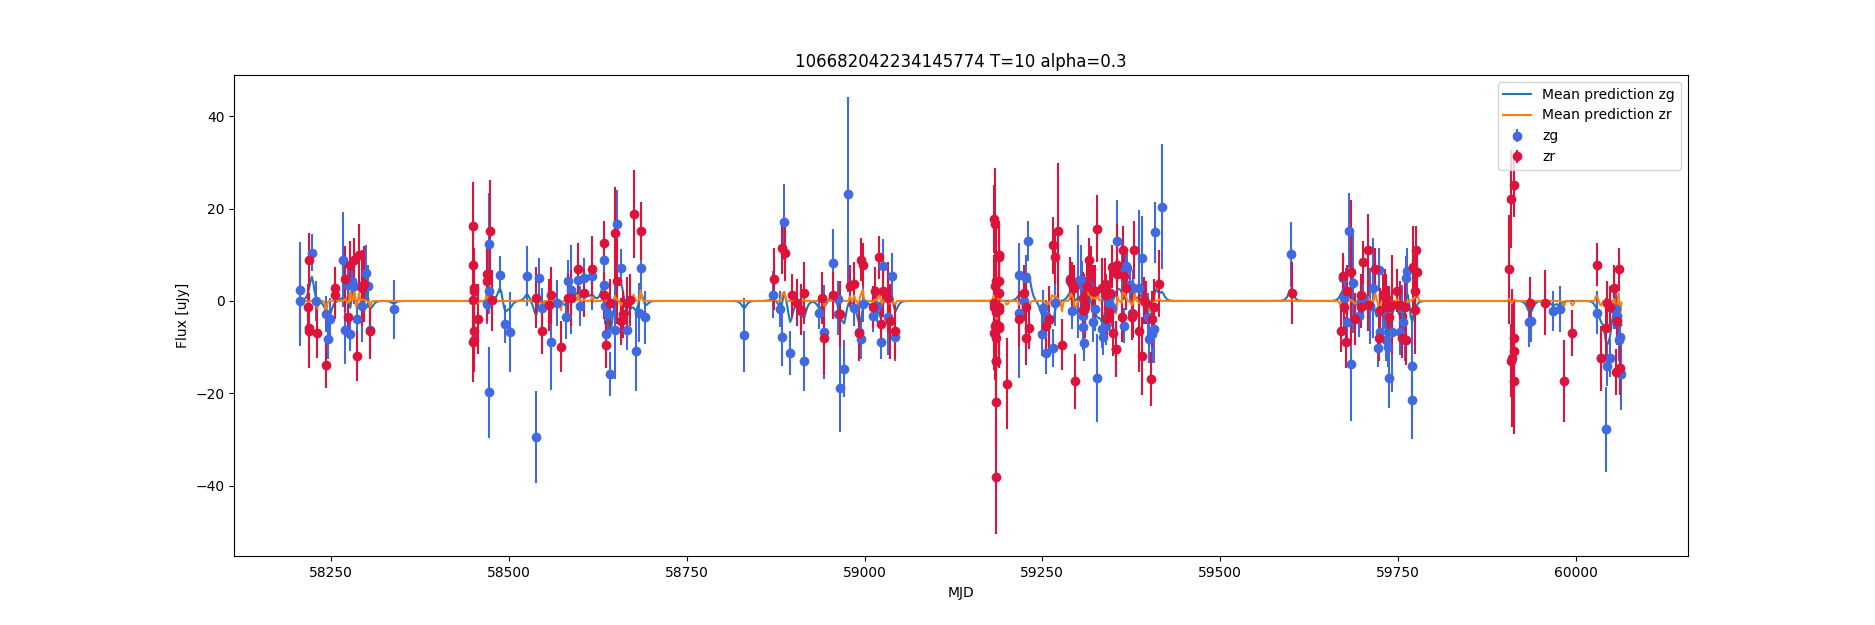 106682042234145774 T=10 alpha=0.3
Mean prediction zg
Mean prediction zr
zg
zr
Flux [uJy]
40
20
0
−20
−40
58250 58500 58750 59000 59250 59500 59750 60000
MJD